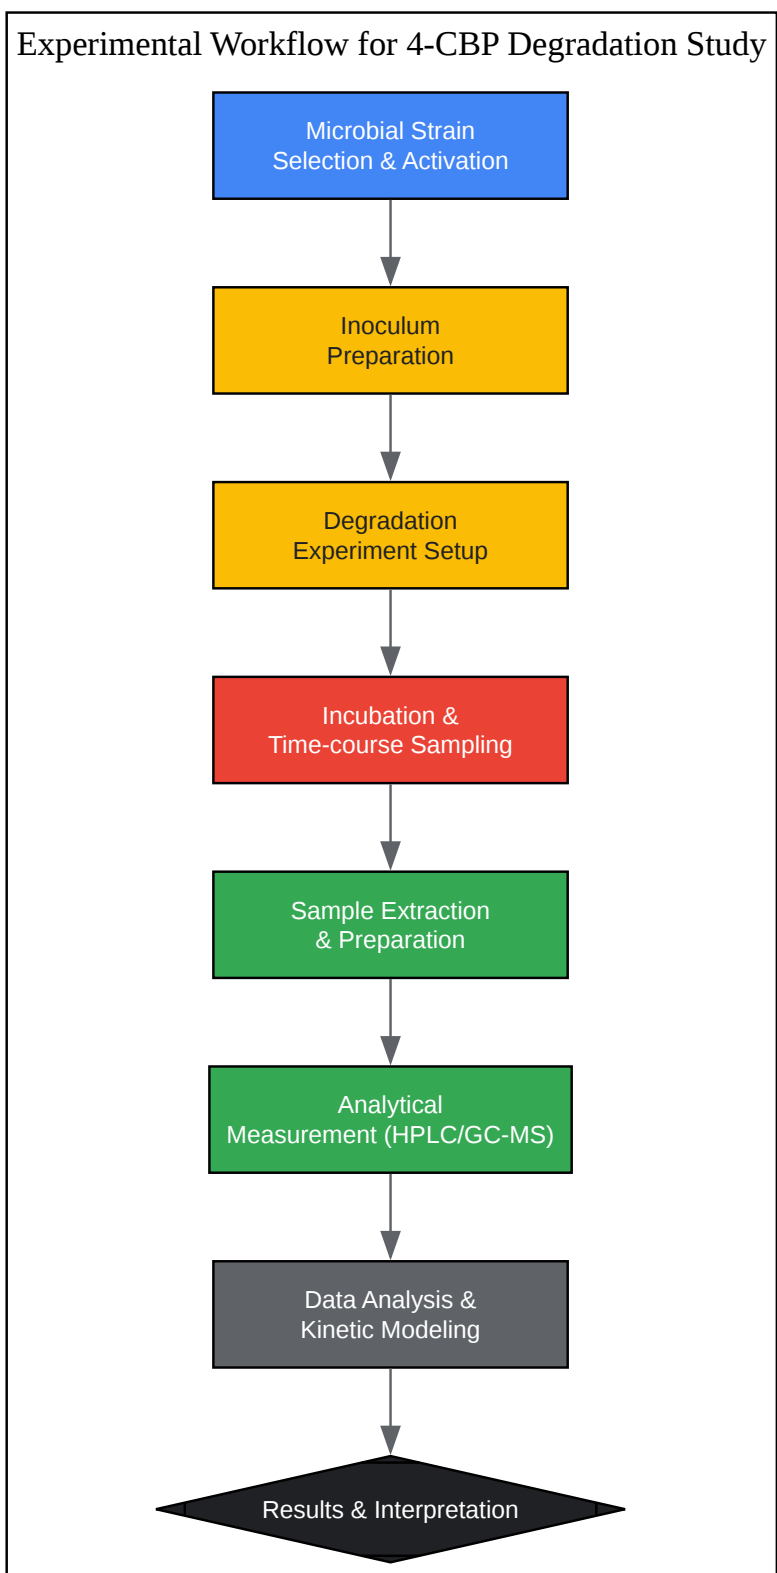 Experimental Workflow for 4-CBP Degradation Study
Microbial Strain
Selection & Activation
Inoculum
Preparation
Degradation
Experiment Setup
Incubation &
Time-course Sampling
Sample Extraction
& Preparation
Analytical
Measurement (HPLC/GC-MS)
Data Analysis &
Kinetic Modeling
Results & Interpretation